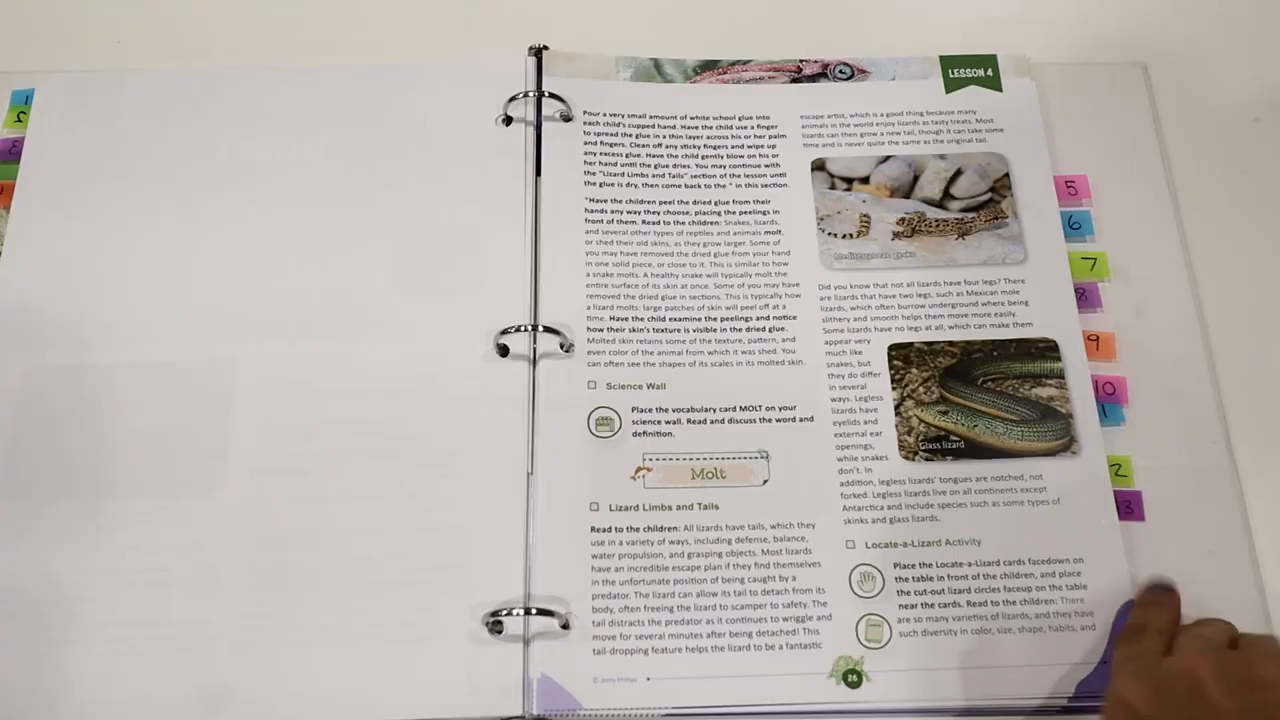 LESSON 4
Pour a very small amount of white school glue into
each child's cupped hand. Have the child use a finger
to spread the glue in a thin layer across his or her palm
and fingers. Clean off any sticky fingers and wipe up
any excess glue. Have the child gently blow on his or
her hand until the glue dries. You may continue with
the "Lizard Limbs and Tails" section of the lesson until
the glue is dry, then come back to the * in this section.
*Have the children peel the dried glue from their
hands any way they choose, placing the peelings in
front of them. Read to the children: Snakes, lizards,
and several other types of reptiles and animals molt,
or shed their old skins, as they grow larger. Some of
you may have removed the dried glue from your hand
in one solid piece, or close to it. This is similar to how
a snake molts. A healthy snake will typically molt the
entire surface of its skin at once. Some of you may have
removed the dried glue in sections. This is typically how
a lizard molts: large patches of skin will peel off at a
time. Have the child examine the peelings and notice
how their skin's texture is visible in the dried glue.
Molted skin retains some of the texture, pattern, and
even color of the animal from which it was shed. You
can often see the shapes of its scales in its molted skin.
Science Wall
Place the vocabulary card MOLT on your
science wall. Read and discuss the word and
definition.
Molt
Lizard Limbs and Tails
Read to the children: All lizards have tails, which they
use in a variety of ways, including defense, balance,
water propulsion, and grasping objects. Most lizards
have an incredible escape plan if they find themselves
in the unfortunate position of being caught by a
predator. The lizard can allow its tail to detach from its
body, often freeing the lizard to scamper to safety. The
tail distracts the predator as it continues to wriggle and
move for several minutes after being detached! This
tail-dropping feature helps the lizard to be a fantastic
escape artist, which is a good thing because many
animals in the world enjoy lizards as tasty treats. Most
lizards can then grow a new tail, though it can take some
time and is never quite the same as the original tail.
Mediterranean gecko
Did you know that not all lizards have four legs? There
are lizards that have two legs, such as Mexican mole
lizards, which often burrow underground where being
slithery and smooth helps them move more easily.
Some lizards have no legs at all, which can make them
appear very
much like
snakes, but
they do differ
in several
ways. Legless
lizards have
eyelids and
external ear
openings,
while snakes
don't. In
Glass lizard
addition, legless lizards' tongues are notched, not
forked. Legless lizards live on all continents except
Antarctica and include species such as some types of
skinks and glass lizards.
Locate-a-Lizard Activity
Place the Locate-a-Lizard cards facedown on
the table in front of the children, and place
the cut-out lizard circles faceup on the table
near the cards. Read to the children: There
are so many varieties of lizards, and they have
such diversity in color, size, shape, habits, and
© Jenny Phillips
26
1
2
3
5
6
7
8
9
10
1
2
3